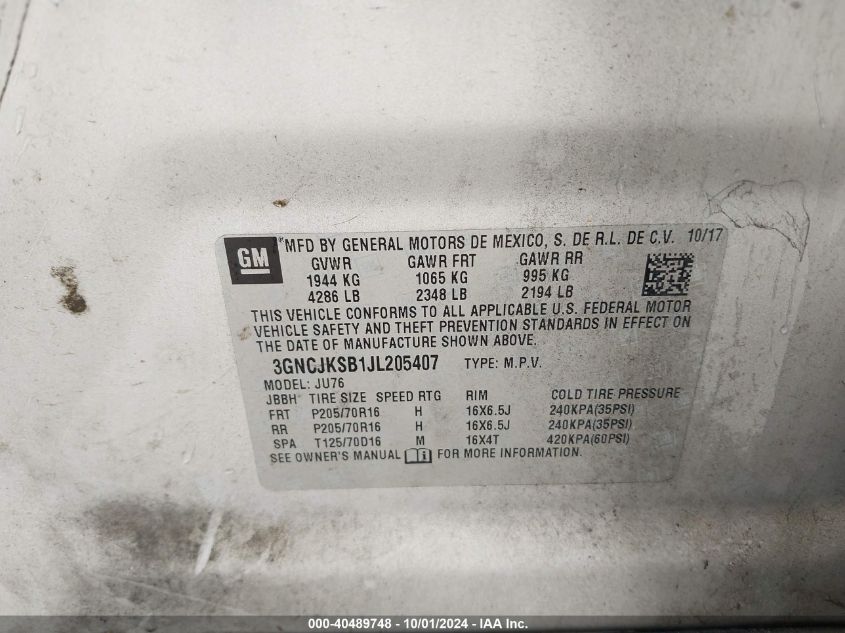 GM
*MFD BY GENERAL MOTORS DE MEXICO, S. DE R.L. DE C.V. 10/17
GVWR GAWR FRT GAWR RR
1944 KG 1065 KG 995 KG
4286 LB 2348 LB 2194 LB
THIS VEHICLE CONFORMS TO ALL APPLICABLE U.S. FEDERAL MOTOR
VEHICLE SAFETY AND THEFT PREVENTION STANDARDS IN EFFECT ON
THE DATE OF MANUFACTURE SHOWN ABOVE.
3GNCJKSB1JL205407 TYPE: M.P.V.
MODEL: JU76
JBBH TIRE SIZE SPEED RTG RIM COLD TIRE PRESSURE
FRT P205/70R16 H 16X6.5J 240KPA(35PSI)
RR P205/70R16 H 16X6.5J 240KPA(35PSI)
SPA T125/70D16 M 16X4T 420KPA(60PSI)
SEE OWNER'S MANUAL FOR MORE INFORMATION.
000-40489748 - 10/01/2024 - IAA Inc.